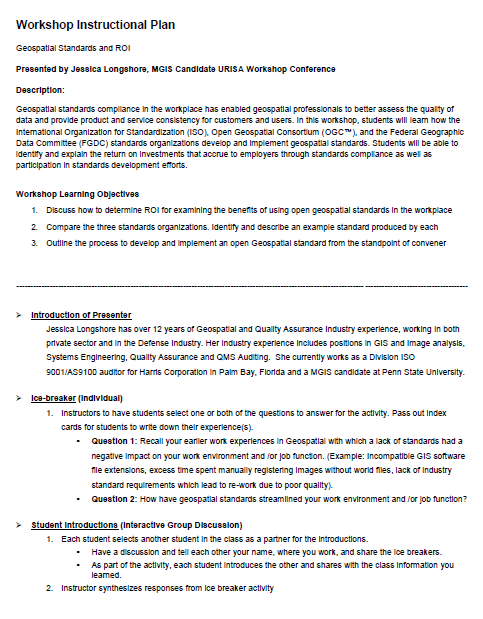 Workshop Instructional Plan
Geospatial Standards and ROI
Presented by Jessica Longshore, MGIS Candidate URISA Workshop Conference
Description:
Geospatial standards compliance in the workplace has enabled geospatial professionals to better assess the quality of
data and provide product and service consistency for customers and users. In this workshop, students will learn how the
International Organization for Standardization (ISO), Open Geospatial Consortium (OGC™), and the Federal Geographic
Data Committee (FGDC) standards organizations develop and implement geospatial standards. Students will be able to
identify and explain the return on investments that accrue to employers through standards compliance as well as
participation in standards development efforts.
Workshop Learning Objectives
1. Discuss how to determine ROI for examining the benefits of using open geospatial standards in the workplace
2. Compare the three standards organizations. Identify and describe an example standard produced by each
3. Outline the process to develop and implement an open Geospatial standard from the standpoint of convener
➢ Introduction of Presenter
Jessica Longshore has over 12 years of Geospatial and Quality Assurance Industry experience, working in both
private sector and in the Defense Industry. Her industry experience includes positions in GIS and Image analysis,
Systems Engineering, Quality Assurance and QMS Auditing. She currently works as a Division ISO
9001/AS9100 auditor for Harris Corporation in Palm Bay, Florida and a MGIS candidate at Penn State University.
➢ Ice-breaker (Individual)
1. Instructors to have students select one or both of the questions to answer for the activity. Pass out Index
cards for students to write down their experience(s).
• Question 1: Recall your earlier work experiences in Geospatial with which a lack of standards had a
negative impact on your work environment and /or job function. (Example: Incompatible GIS software
file extensions, excess time spent manually registering images without world files, lack of industry
standard requirements which lead to re-work due to poor quality).
• Question 2: How have geospatial standards streamlined your work environment and /or job function?
➢ Student Introductions (Interactive Group Discussion)
1. Each student selects another student in the class as a partner for the introductions.
• Have a discussion and tell each other your name, where you work, and share the ice breakers.
• As part of the activity, each student introduces the other and shares with the class information you
learned.
2. Instructor synthesizes responses from ice breaker activity